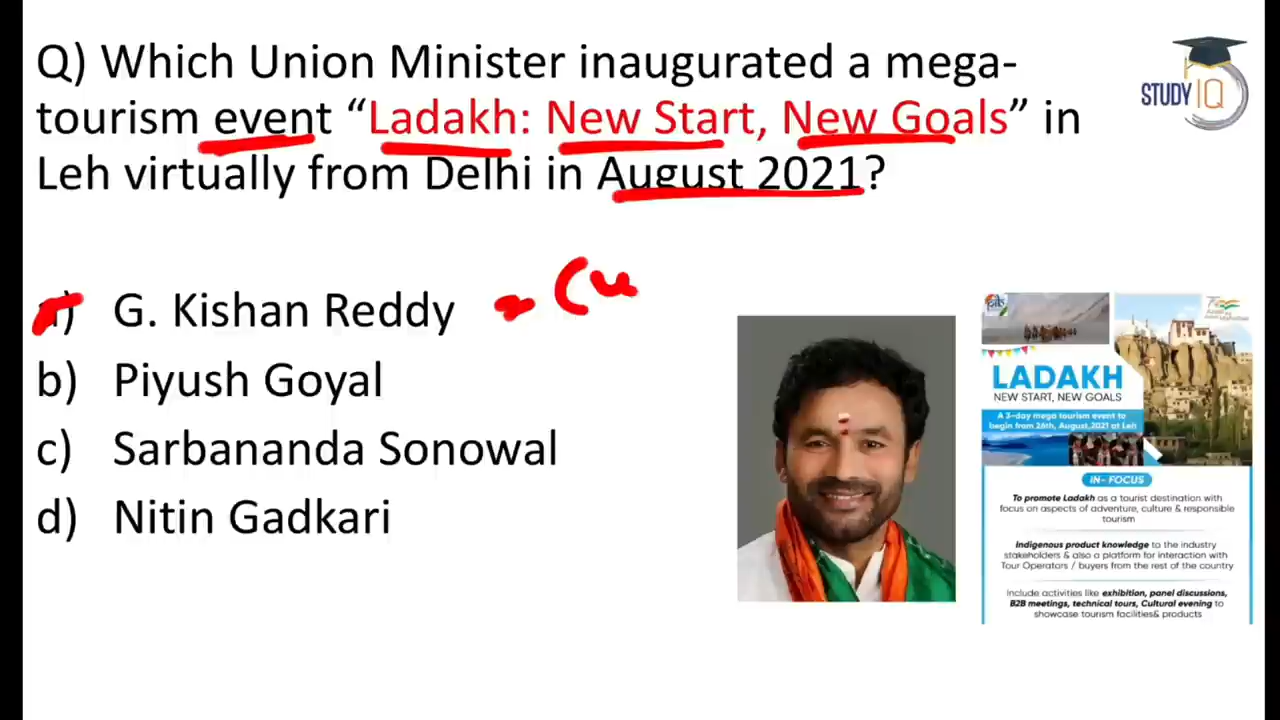 Q) Which Union Minister inaugurated a mega-
tourism event “Ladakh: New Start, New Goals” in
Leh virtually from Delhi in August 2021?
STUDY IQ
a) G. Kishan Reddy
b) Piyush Goyal
c) Sarbananda Sonowal
d) Nitin Gadkari
LADAKH
NEW START, NEW GOALS
A 3-day mega tourism event to
begin from 26th, August,2021 at Leh
IN- FOCUS
To promote Ladakh as a tourist destination with
focus on aspects of adventure, culture & responsible
tourism
Indigenous product knowledge to the industry
stakeholders & also a platform for interaction with
Tour Operators / buyers from the rest of the country
Include activities like exhibition, panel discussions,
B2B meetings, technical tours, Cultural evening to
showcase tourism facilities& products